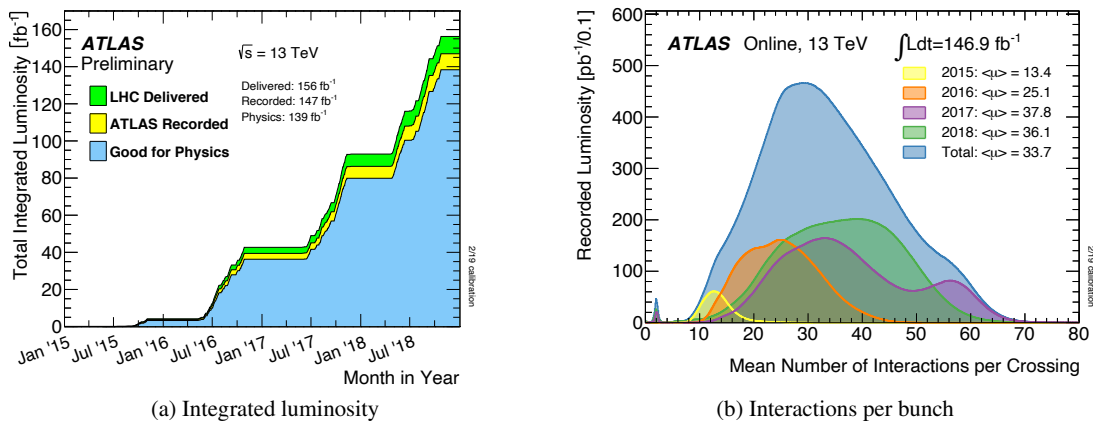 Total Integrated Luminosity [fb⁻¹]
160
140
120
100
80
60
40
20
0
ATLAS
Preliminary
√s = 13 TeV
Delivered: 156 fb⁻¹
Recorded: 147 fb⁻¹
Physics: 139 fb⁻¹
LHC Delivered
ATLAS Recorded
Good for Physics
2/19 calibration
Jan '15
Jul '15
Jan '16
Jul '16
Jan '17
Jul '17
Jan '18
Jul '18
Month in Year
(a) Integrated luminosity
Recorded Luminosity [pb⁻¹/0.1]
600
500
400
300
200
100
0
ATLAS Online, 13 TeV ∫Ldt=146.9 fb⁻¹
2015: <μ> = 13.4
2016: <μ> = 25.1
2017: <μ> = 37.8
2018: <μ> = 36.1
Total: <μ> = 33.7
2/19 calibration
0 10 20 30 40 50 60 70 80
Mean Number of Interactions per Crossing
(b) Interactions per bunch